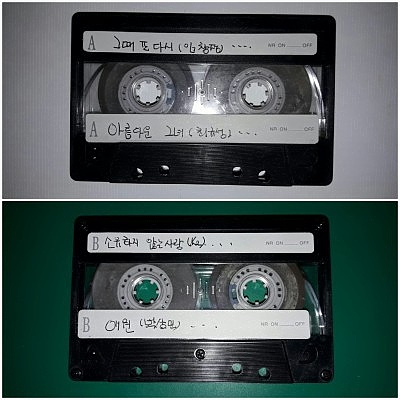 A 그때 또 다시 (임창정) ····
NR ON OFF
A 아름다운 그녀 ( ) ...
NR ON OFF
B 소유하지 않은 사랑 (K2) ...
NR ON OFF
B 애원 ( ) ...
NR ON OFF